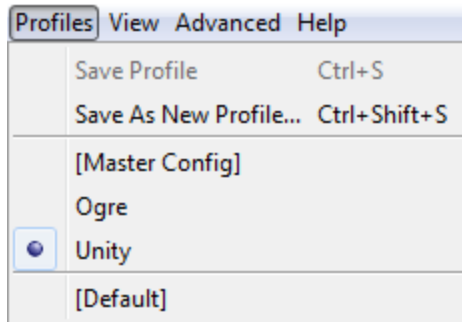 Profiles View Advanced Help
Save Profile Ctrl+S
Save As New Profile... Ctrl+Shift+S
[Master Config]
Ogre
Unity
[Default]